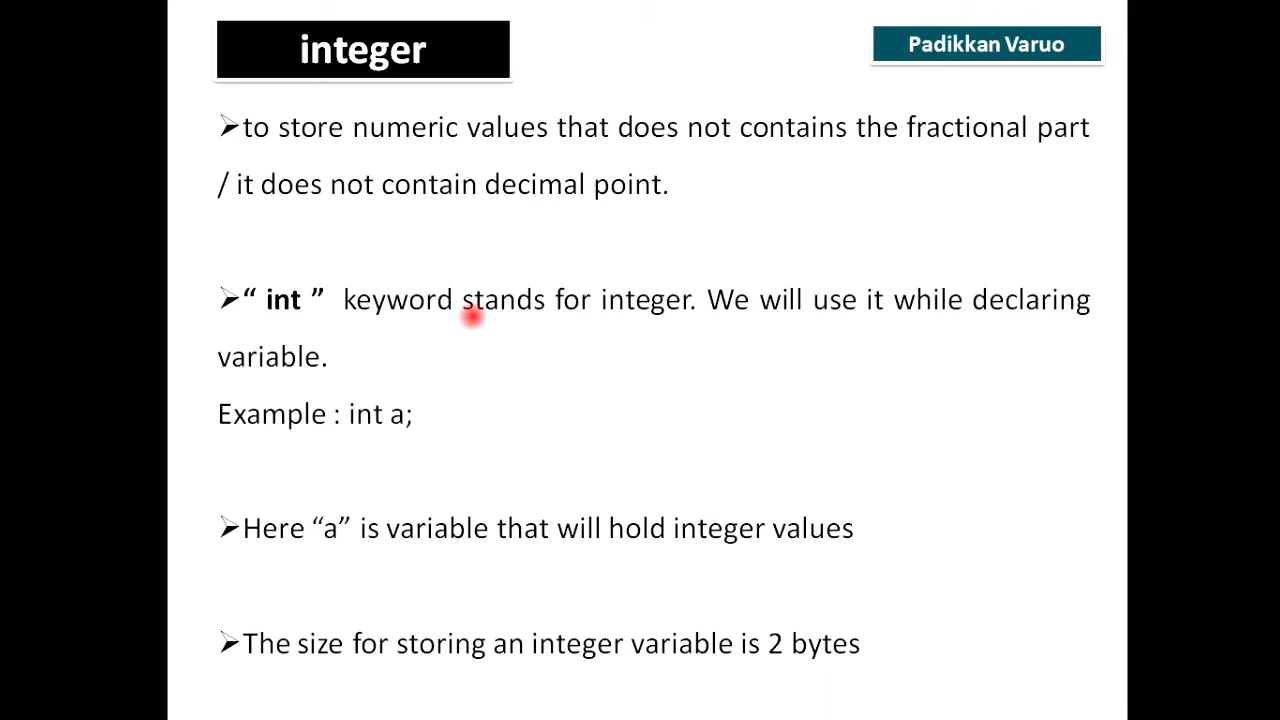 integer
Padikkan Varuo
➢to store numeric values that does not contains the fractional part
/ it does not contain decimal point.
➢“ int ” keyword stands for integer. We will use it while declaring
variable.
Example : int a;
➢Here “a” is variable that will hold integer values
➢The size for storing an integer variable is 2 bytes